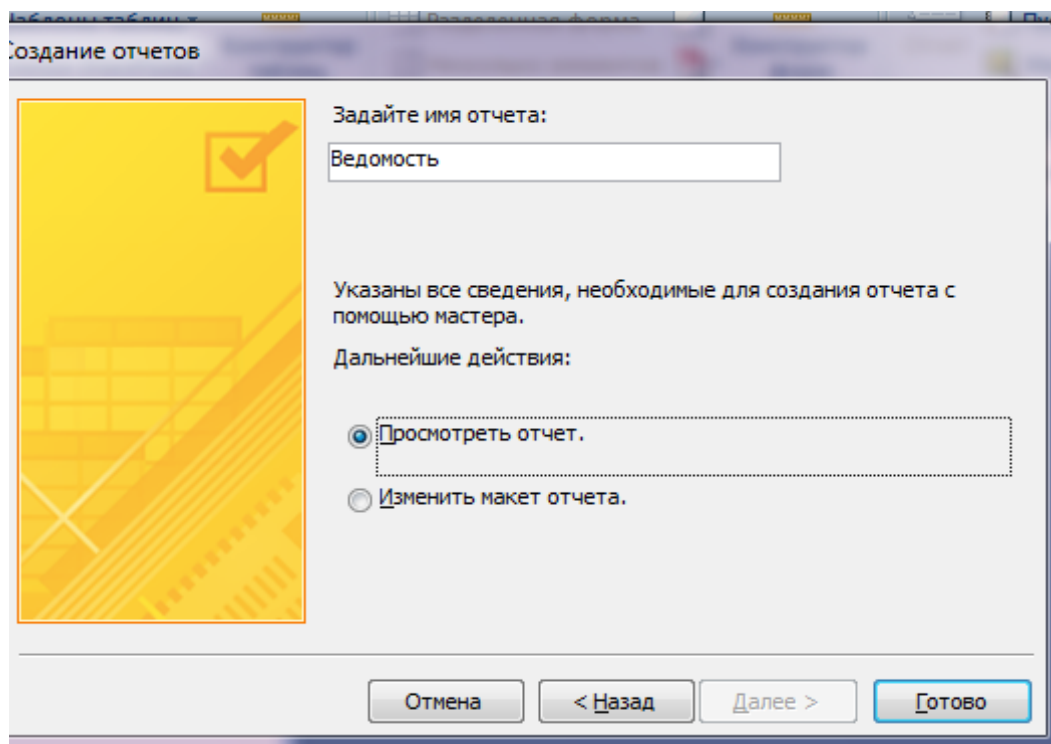 Создание отчетов
Задайте имя отчета:
Ведомость
Указаны все сведения, необходимые для создания отчета с
помощью мастера.
Дальнейшие действия:
Просмотреть отчет.
Изменить макет отчета.
Отмена
< Назад
Далее >
Готово